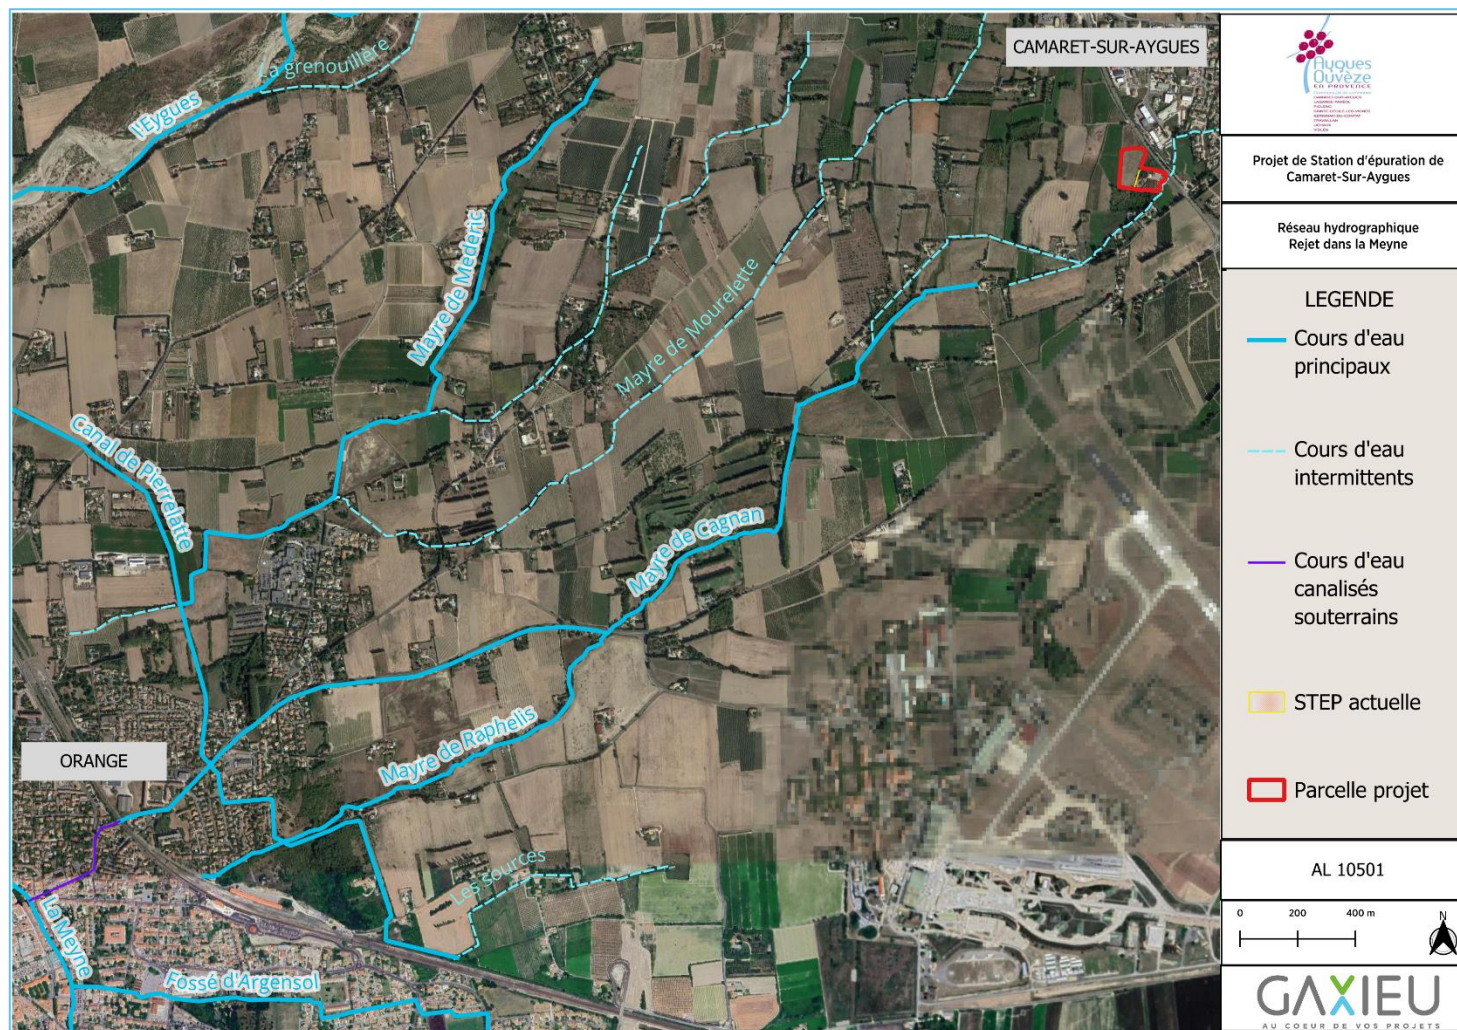 CAMARET-SUR-AYGUES
La grenouillère
l'Eygues
Mayre de Médéric
Mayre de Mourelette
Canal de Pierrelatte
Mayre de Cagnan
Mayre de Raphelis
ORANGE
Les sources
La Meyne
Fossé d'Argensol
Aygues
Ouvèze
EN PROVENCE
Projet de Station d'épuration de
Camaret-Sur-Aygues
Réseau hydrographique
Rejet dans la Meyne
LEGENDE
Cours d'eau
principaux
Cours d'eau
intermittents
Cours d'eau
canalisés
souterrains
STEP actuelle
Parcelle projet
AL 10501
0 200 400 m
N
GAXIEU
AU COEUR DE VOS PROJETS